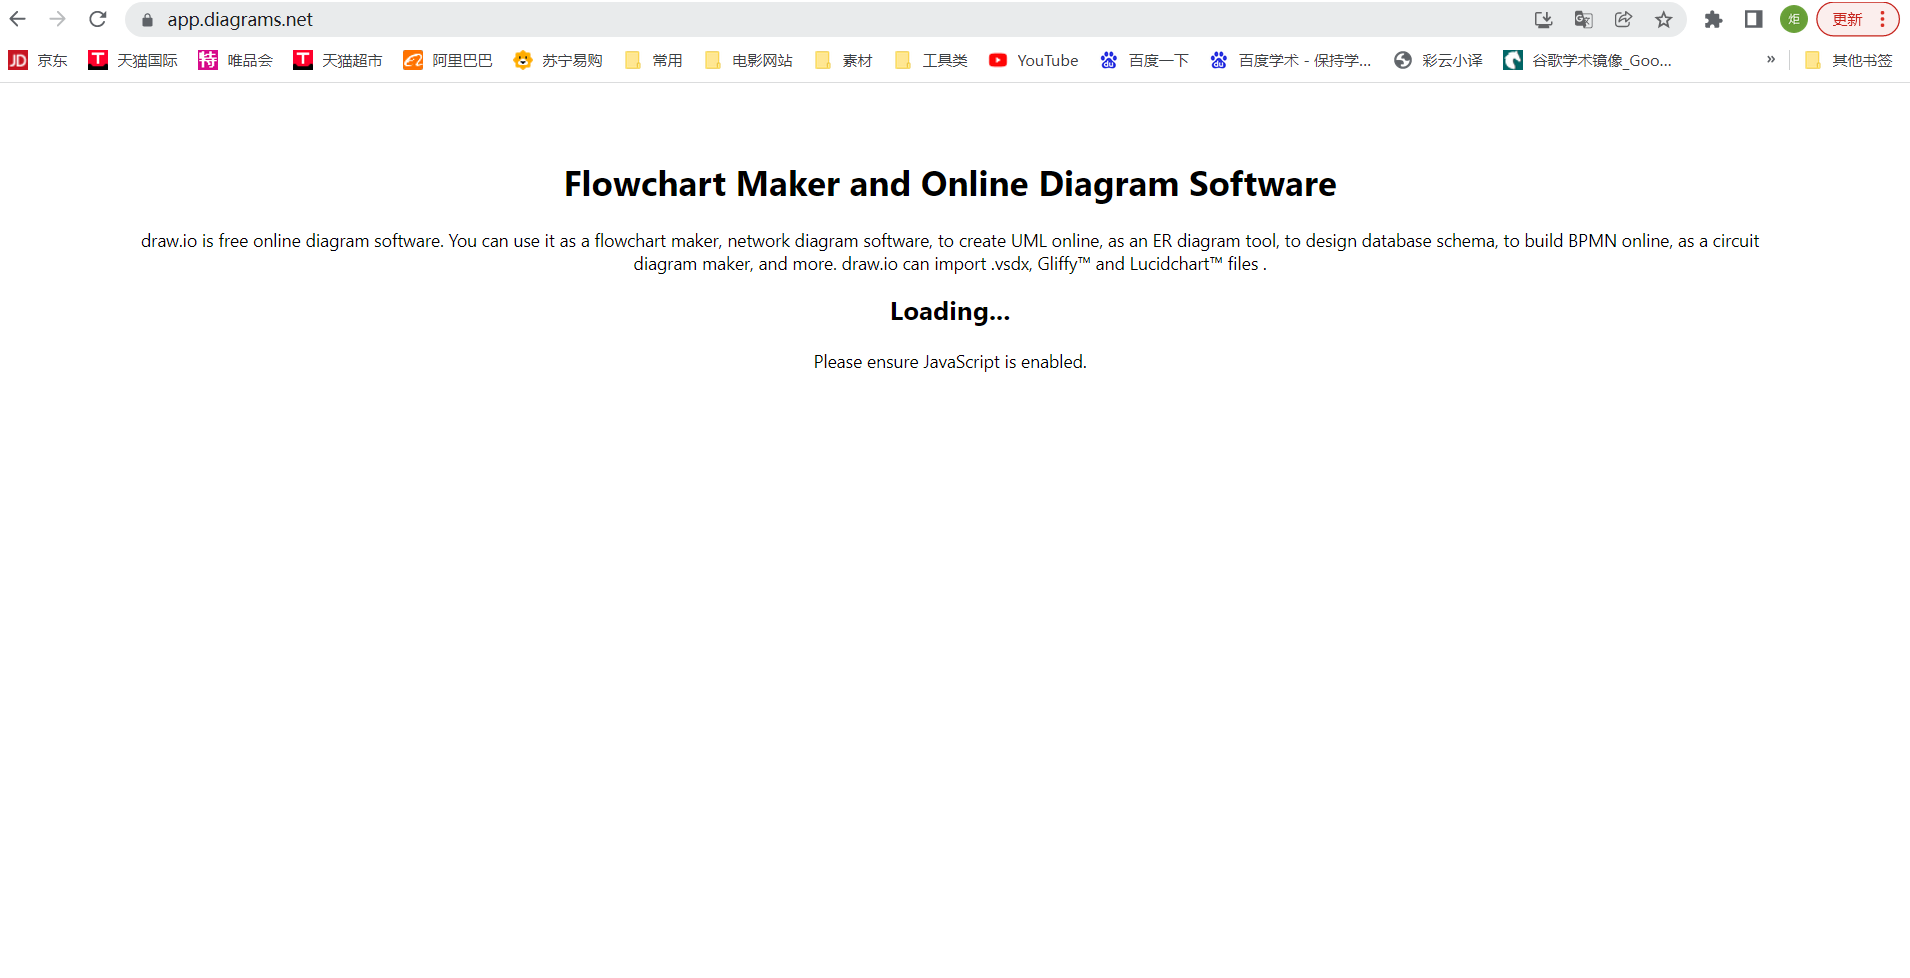 app.diagrams.net
炬
更新
JD 京东 T 天猫国际 特 唯品会 T 天猫超市 阿里巴巴 苏宁易购 常用 电影网站 素材 工具类 YouTube du 百度一下 du 百度学术 - 保持学... 彩云小译 谷歌学术镜像_Goo... » 其他书签
Flowchart Maker and Online Diagram Software
draw.io is free online diagram software. You can use it as a flowchart maker, network diagram software, to create UML online, as an ER diagram tool, to design database schema, to build BPMN online, as a circuit
diagram maker, and more. draw.io can import .vsdx, Gliffy™ and Lucidchart™ files .
Loading...
Please ensure JavaScript is enabled.